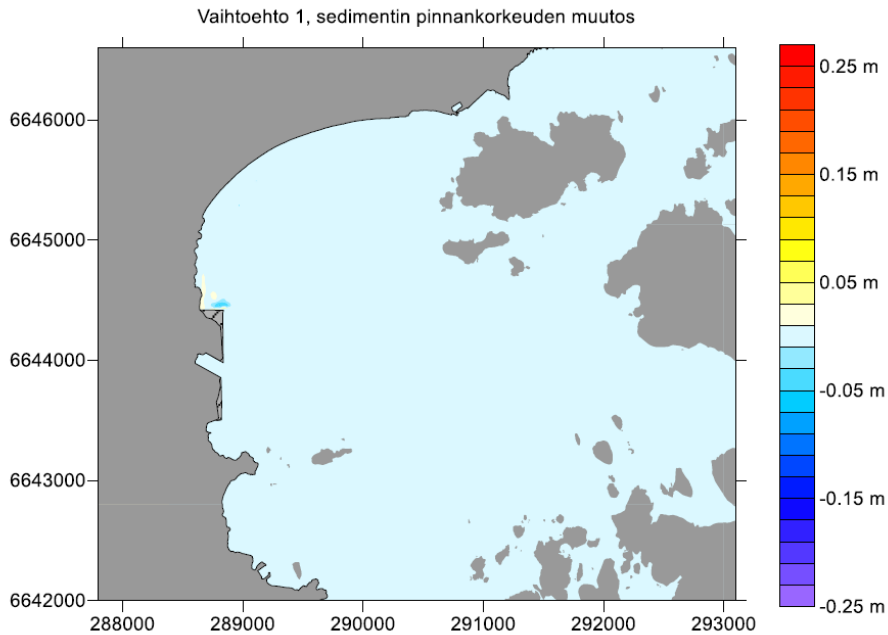 Vaihtoehto 1, sedimentin pinnankorkeuden muutos
6646000
6645000
6644000
6643000
6642000
288000 289000 290000 291000 292000 293000
0.25 m
0.15 m
0.05 m
-0.05 m
-0.15 m
-0.25 m